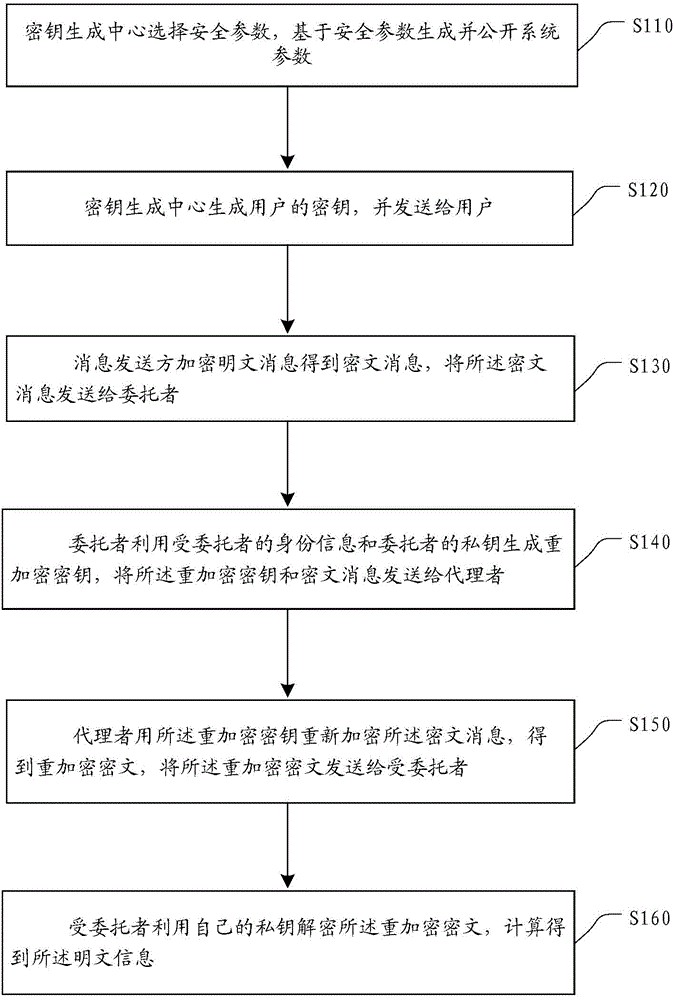 密钥生成中心选择安全参数，基于安全参数生成并公开系统
参数
S110
密钥生成中心生成用户的密钥，并发送给用户
S120
消息发送方加密明文消息得到密文消息，将所述密文
消息发送给委托者
S130
委托者利用受委托者的身份信息和委托者的私钥生成重
加密密钥，将所述重加密密钥和密文消息发送给代理者
S140
代理者用所述重加密密钥重新加密所述密文消息，得
到重加密密文，将所述重加密密文发送给受委托者
S150
受委托者利用自己的私钥解密所述重加密密文，计算得
到所述明文信息
S160